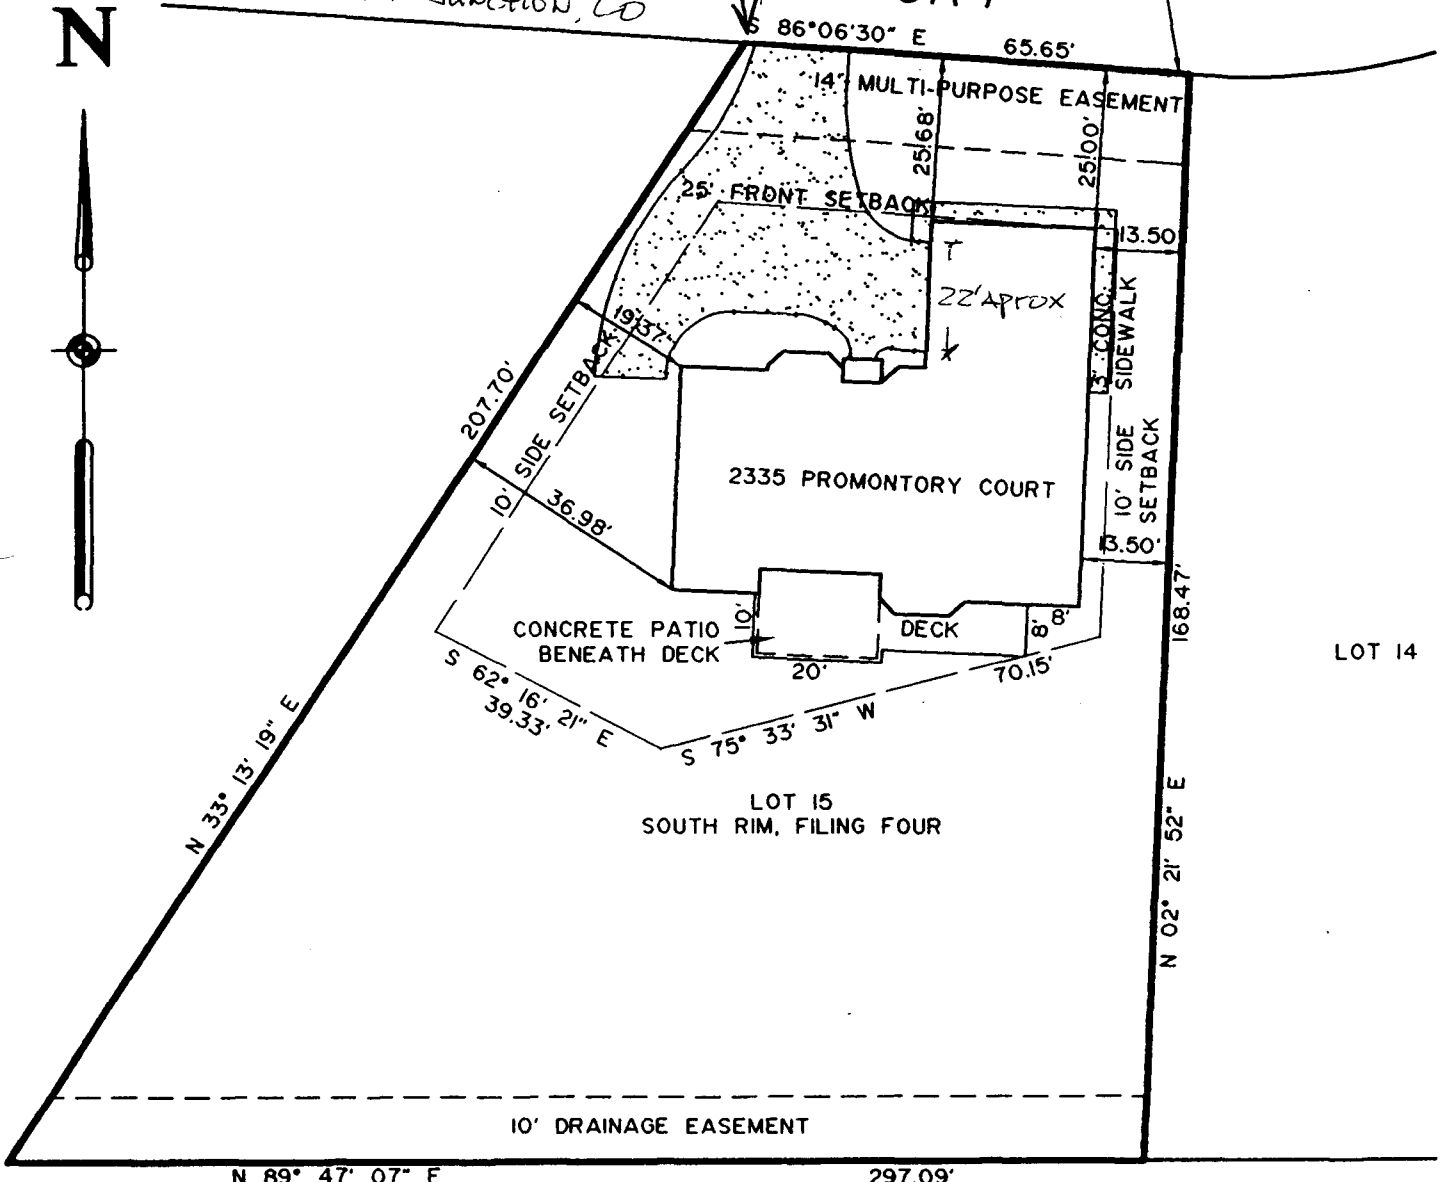 N
JUNCTION, CO
S 86°06'30" E
65.65'
14' MULTI-PURPOSE EASEMENT
25.68'
25.00'
25' FRONT SETBACK
13.50
22' Aprox
19.37'
3' CONC. SIDEWALK
207.70'
10' SIDE SETBACK
10' SIDE SETBACK
2335 PROMONTORY COURT
36.98'
13.50'
168.47'
CONCRETE PATIO
BENEATH DECK
10'
DECK
8'
8'
20'
70.15'
LOT 14
S 62° 16' 21" E
39.33'
S 75° 33' 31" W
N 33° 13' 19" E
LOT 15
SOUTH RIM, FILING FOUR
N 02° 21' 52" E
10' DRAINAGE EASEMENT
N 89° 47' 07" E
297.09'